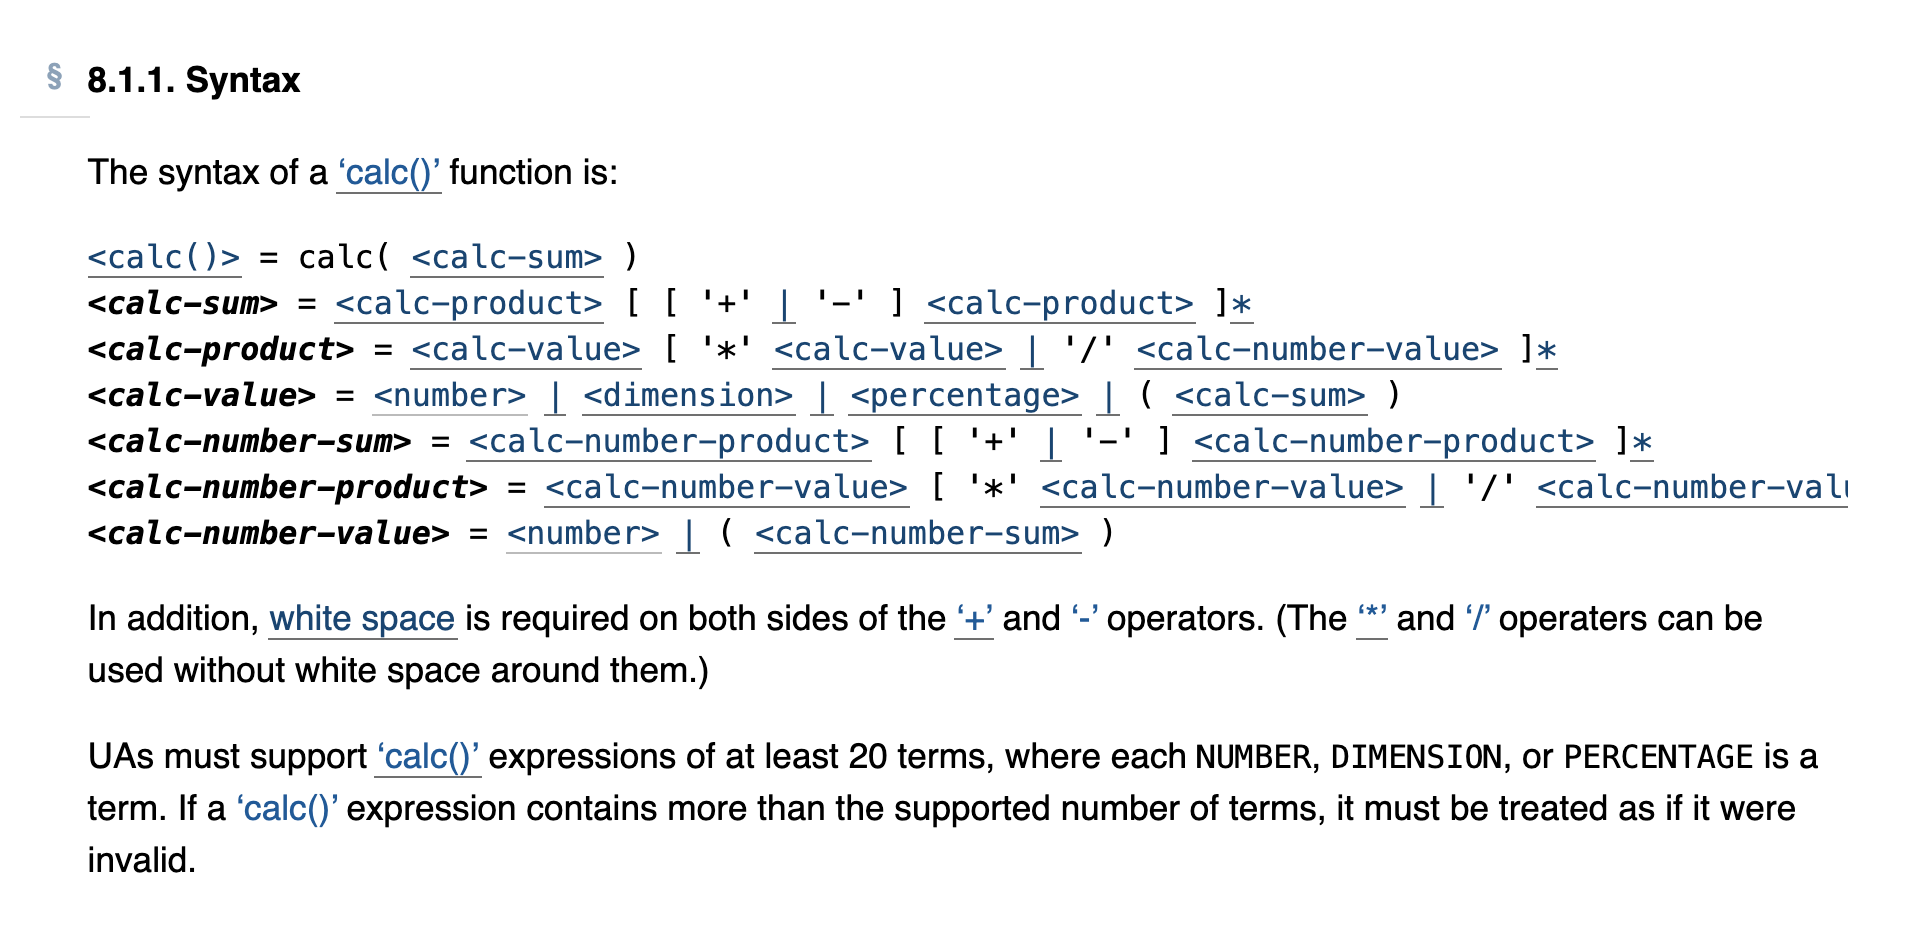 § 8.1.1. Syntax
The syntax of a ‘calc()’ function is:
<calc()> = calc( <calc-sum> )
<calc-sum> = <calc-product> [ [ '+' | '-' ] <calc-product> ]*
<calc-product> = <calc-value> [ '*' <calc-value> | '/' <calc-number-value> ]*
<calc-value> = <number> | <dimension> | <percentage> | ( <calc-sum> )
<calc-number-sum> = <calc-number-product> [ [ '+' | '-' ] <calc-number-product> ]*
<calc-number-product> = <calc-number-value> [ '*' <calc-number-value> | '/' <calc-number-valu
<calc-number-value> = <number> | ( <calc-number-sum> )
In addition, white space is required on both sides of the ‘+’ and ‘-’ operators. (The ‘*’ and ‘/’ operaters can be
used without white space around them.)
UAs must support ‘calc()’ expressions of at least 20 terms, where each NUMBER, DIMENSION, or PERCENTAGE is a
term. If a ‘calc()’ expression contains more than the supported number of terms, it must be treated as if it were
invalid.